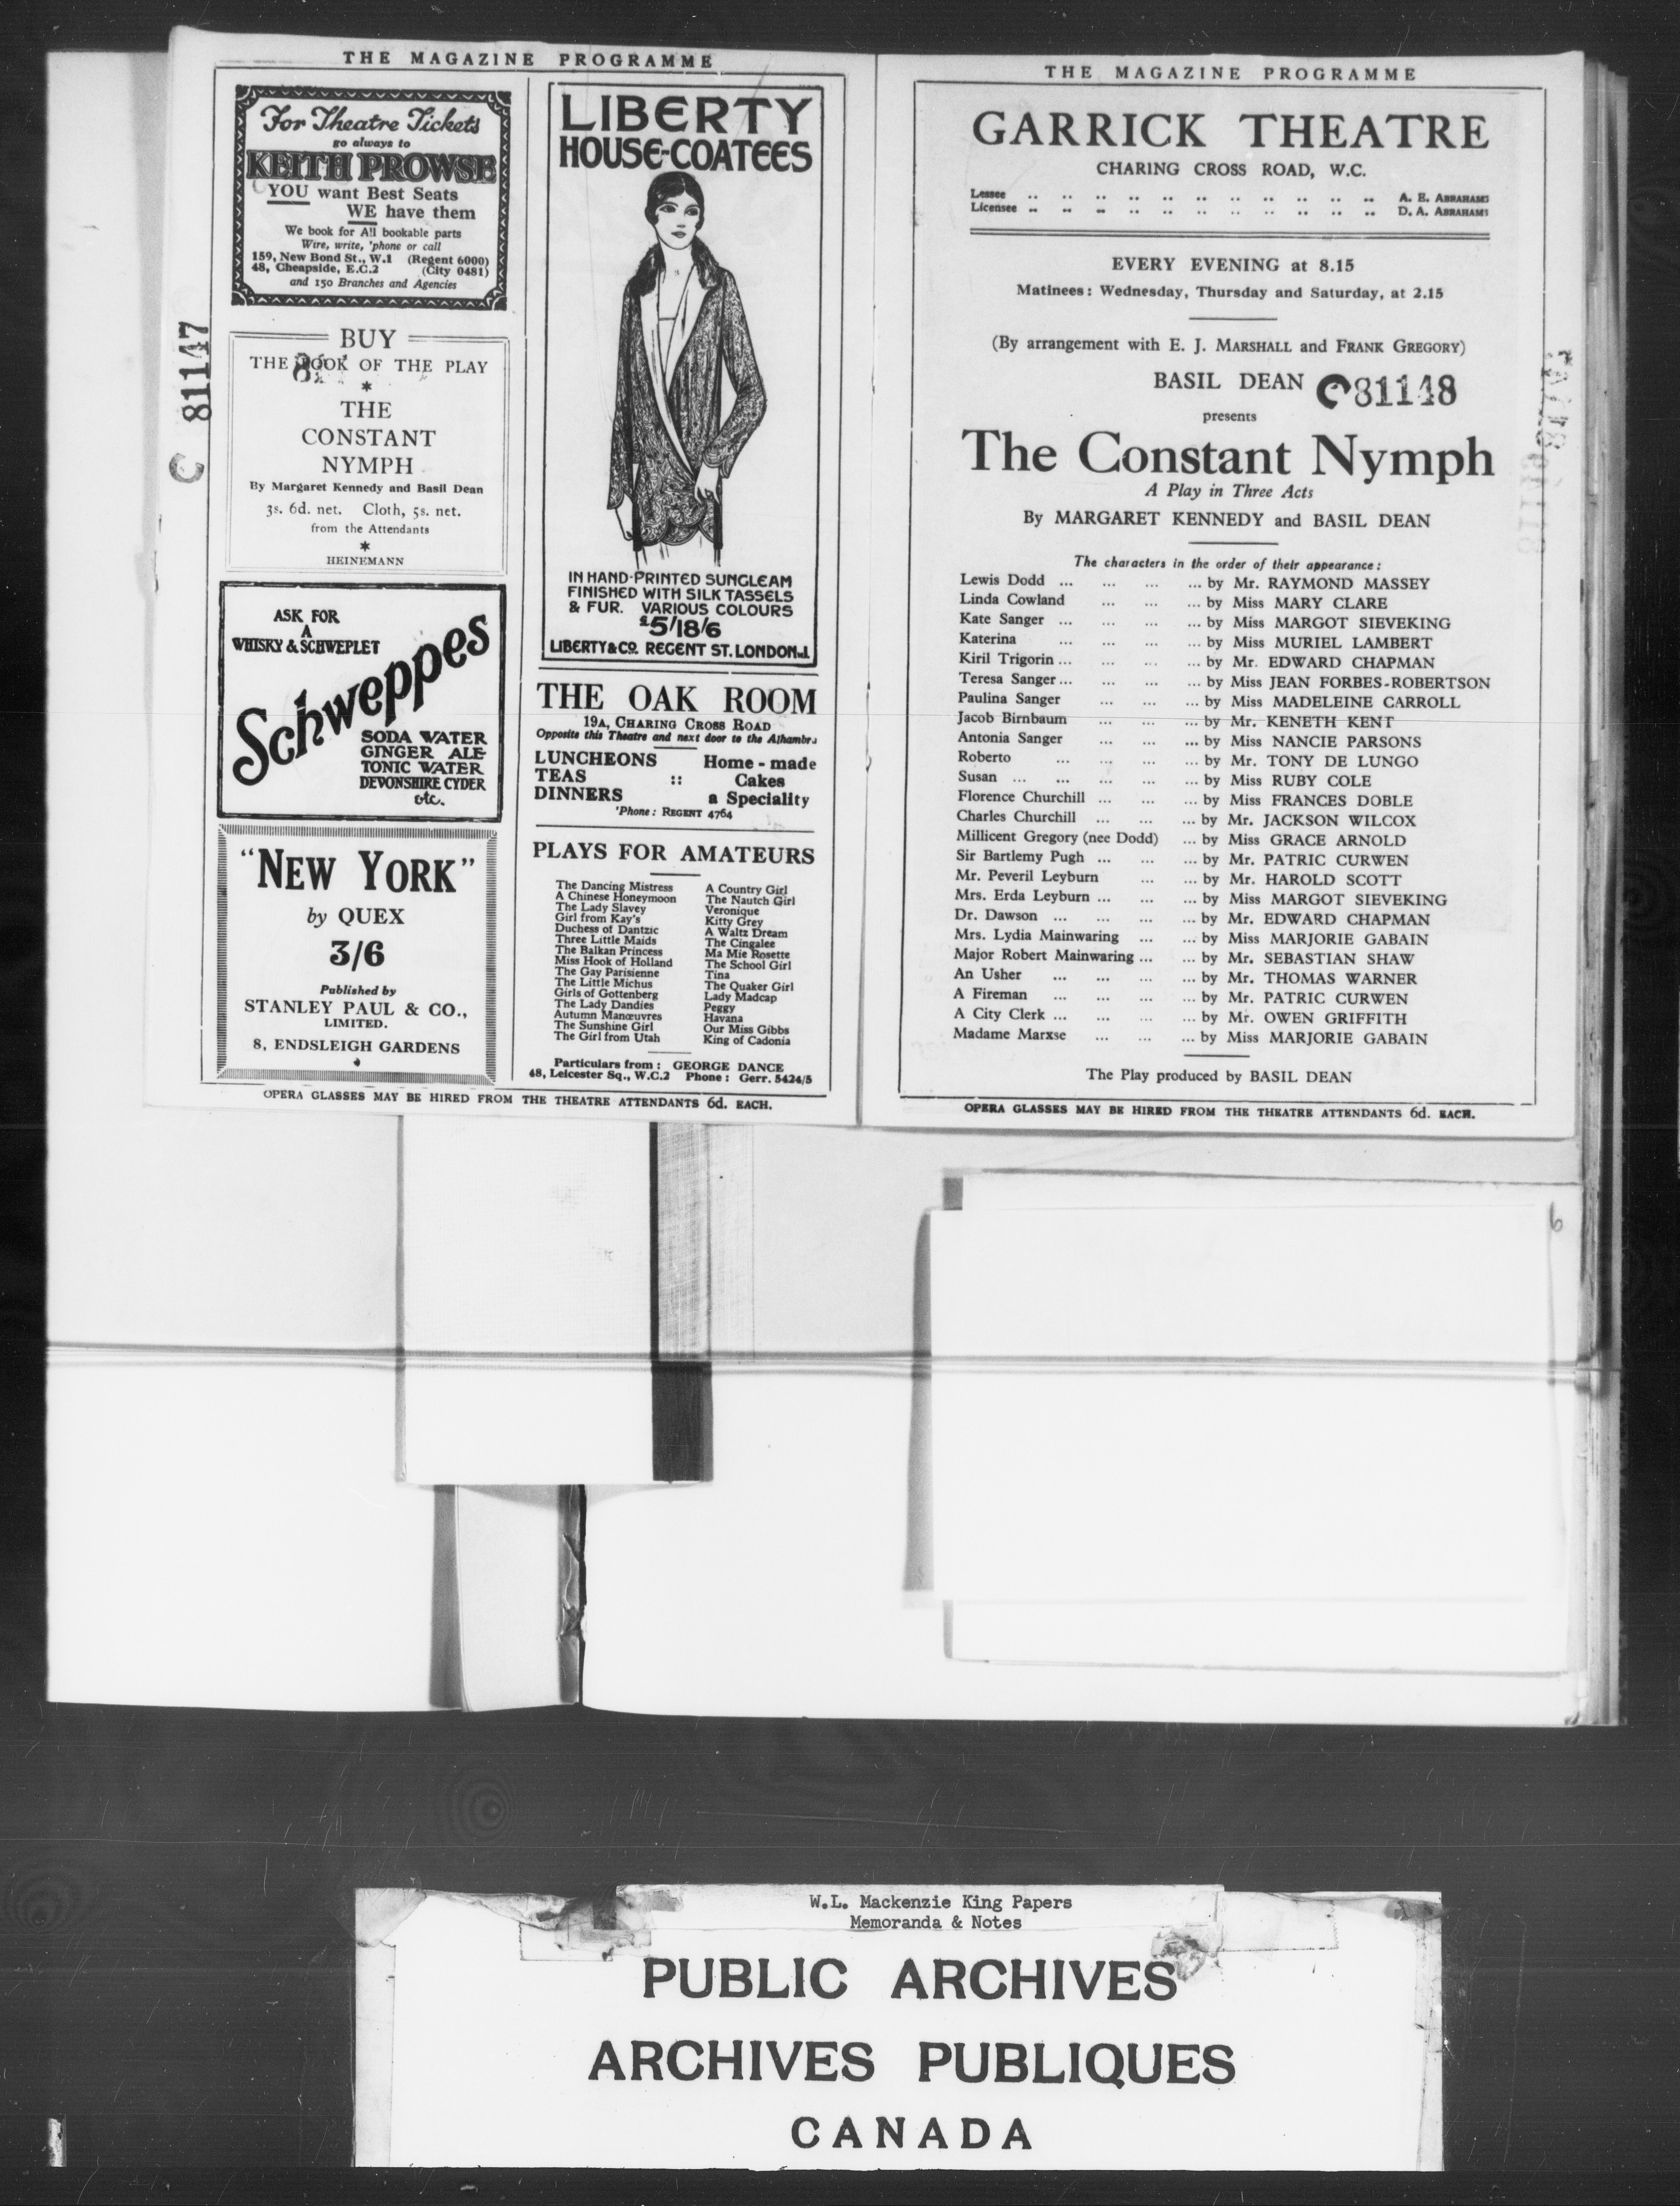 THE MAGAZINE PROGRAMME
For Theatre Tickets
go always to
KEITH PROWSE
YOU want Best Seats
WE have them
We book for All bookable parts
Wire, write, 'phone or call
159, New Bond St., W.1 (Regent 6000)
48, Cheapside, E.C.2 (City 0481)
and 150 Branches and Agencies
C 81147
BUY
THE BOOK OF THE PLAY
*
THE
CONSTANT
NYMPH
By Margaret Kennedy and Basil Dean
3s. 6d. net. Cloth, 5s. net.
from the Attendants
*
HEINEMANN
ASK FOR
A
WHISKY & SCHWEPLET
Schweppes
SODA WATER
GINGER ALE
TONIC WATER
DEVONSHIRE CYDER
etc.
"NEW YORK"
by QUEX
3/6
Published by
STANLEY PAUL & CO.,
LIMITED.
8, ENDSLEIGH GARDENS
LIBERTY
HOUSE-COATEES
IN HAND-PRINTED SUNGLEAM
FINISHED WITH SILK TASSELS
& FUR. VARIOUS COLOURS
£5/18/6
LIBERTY & CO. REGENT ST. LONDON W.1.
THE OAK ROOM
19A, CHARING CROSS ROAD
Opposite this Theatre and next door to the Alhambra
LUNCHEONS Home-made
TEAS :: Cakes
DINNERS a Speciality
'Phone: REGENT 4764
PLAYS FOR AMATEURS
The Dancing Mistress
A Chinese Honeymoon
The Lady Slavey
Girl from Kay's
Duchess of Dantzic
Three Little Maids
The Balkan Princess
Miss Hook of Holland
The Gay Parisienne
The Little Michus
Girls of Gottenberg
The Lady Dandies
Autumn Manœuvres
The Sunshine Girl
The Girl from Utah
A Country Girl
The Nautch Girl
Veronique
Kitty Grey
A Waltz Dream
The Cingalee
Ma Mie Rosette
The School Girl
Tina
The Quaker Girl
Lady Madcap
Peggy
Havana
Our Miss Gibbs
King of Cadonia
Particulars from: GEORGE DANCE
48, Leicester Sq., W.C.2 Phone: Gerr. 5424/5
OPERA GLASSES MAY BE HIRED FROM THE THEATRE ATTENDANTS 6d. EACH.
THE MAGAZINE PROGRAMME
GARRICK THEATRE
CHARING CROSS ROAD, W.C.
Lessee .. .. .. .. .. .. .. .. .. .. .. A. E. ABRAHAMS
Licensee .. .. .. .. .. .. .. .. .. .. .. D. A. ABRAHAMS
EVERY EVENING at 8.15
Matinees: Wednesday, Thursday and Saturday, at 2.15
(By arrangement with E. J. MARSHALL and FRANK GREGORY)
BASIL DEAN C81148
presents
The Constant Nymph
A Play in Three Acts
By MARGARET KENNEDY and BASIL DEAN
The characters in the order of their appearance:
Lewis Dodd ... ... ... ... by Mr. RAYMOND MASSEY
Linda Cowland ... ... ... by Miss MARY CLARE
Kate Sanger ... ... ... ... by Miss MARGOT SIEVEKING
Katerina ... ... ... ... by Miss MURIEL LAMBERT
Kiril Trigorin ... ... ... ... by Mr. EDWARD CHAPMAN
Teresa Sanger ... ... ... ... by Miss JEAN FORBES-ROBERTSON
Paulina Sanger ... ... ... by Miss MADELEINE CARROLL
Jacob Birnbaum ... ... ... by Mr. KENETH KENT
Antonia Sanger ... ... ... by Miss NANCIE PARSONS
Roberto ... ... ... ... by Mr. TONY DE LUNGO
Susan ... ... ... ... ... by Miss RUBY COLE
Florence Churchill ... ... ... by Miss FRANCES DOBLE
Charles Churchill ... ... ... by Mr. JACKSON WILCOX
Millicent Gregory (nee Dodd) ... by Miss GRACE ARNOLD
Sir Bartlemy Pugh ... ... ... by Mr. PATRIC CURWEN
Mr. Peveril Leyburn ... ... by Mr. HAROLD SCOTT
Mrs. Erda Leyburn ... ... ... by Miss MARGOT SIEVEKING
Dr. Dawson ... ... ... ... by Mr. EDWARD CHAPMAN
Mrs. Lydia Mainwaring ... ... by Miss MARJORIE GABAIN
Major Robert Mainwaring ... ... by Mr. SEBASTIAN SHAW
An Usher ... ... ... ... by Mr. THOMAS WARNER
A Fireman ... ... ... ... by Mr. PATRIC CURWEN
A City Clerk ... ... ... ... by Mr. OWEN GRIFFITH
Madame Marxse ... ... ... by Miss MARJORIE GABAIN
The Play produced by BASIL DEAN
OPERA GLASSES MAY BE HIRED FROM THE THEATRE ATTENDANTS 6d. EACH.
6
W.L. Mackenzie King Papers
Memoranda & Notes
PUBLIC ARCHIVES
ARCHIVES PUBLIQUES
CANADA